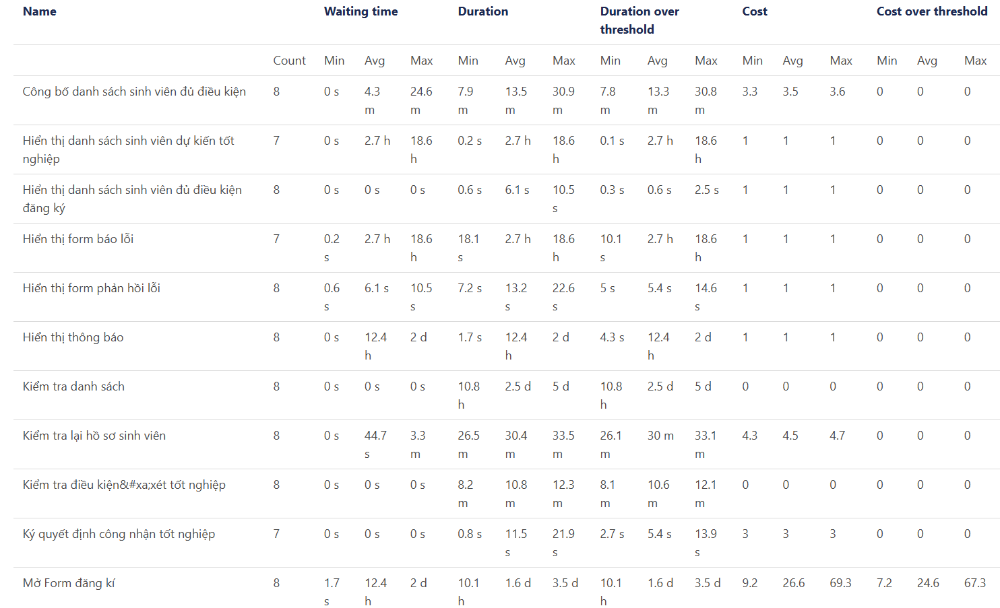 Name Waiting time Duration Duration over Cost Cost over threshold
threshold
Count Min Avg Max Min Avg Max Min Avg Max Min Avg Max Min Avg Max
Công bố danh sách sinh viên đủ điều kiện 8 0 s 4.3 24.6 7.9 13.5 30.9 7.8 13.3 30.8 3.3 3.5 3.6 0 0 0
m m m m m m m m
Hiển thị danh sách sinh viên dự kiến tốt 7 0 s 2.7 h 18.6 0.2 s 2.7 h 18.6 0.1 s 2.7 h 18.6 1 1 1 0 0 0
nghiệp h h h
Hiển thị danh sách sinh viên đủ điều kiện 8 0 s 0 s 0 s 0.6 s 6.1 s 10.5 0.3 s 0.6 s 2.5 s 1 1 1 0 0 0
đăng ký s
Hiển thị form báo lỗi 7 0.2 2.7 h 18.6 18.1 2.7 h 18.6 10.1 2.7 h 18.6 1 1 1 0 0 0
s h s h s h
Hiển thị form phản hồi lỗi 8 0.6 6.1 s 10.5 7.2 s 13.2 22.6 5 s 5.4 s 14.6 1 1 1 0 0 0
s s s s s
Hiển thị thông báo 8 0 s 12.4 2 d 1.7 s 12.4 2 d 4.3 s 12.4 2 d 1 1 1 0 0 0
h h h
Kiểm tra danh sách 8 0 s 0 s 0 s 10.8 2.5 d 5 d 10.8 2.5 d 5 d 0 0 0 0 0 0
h h
Kiểm tra lại hồ sơ sinh viên 8 0 s 44.7 3.3 26.5 30.4 33.5 26.1 30 m 33.1 4.3 4.5 4.7 0 0 0
s m m m m m m
Kiểm tra điều kiện&#xa;xét tốt nghiệp 8 0 s 0 s 0 s 8.2 10.8 12.3 8.1 10.6 12.1 0 0 0 0 0 0
m m m m m m
Ký quyết định công nhận tốt nghiệp 7 0 s 0 s 0 s 0.8 s 11.5 21.9 2.7 s 5.4 s 13.9 3 3 3 0 0 0
s s s
Mở Form đăng kí 8 1.7 12.4 2 d 10.1 1.6 d 3.5 d 10.1 1.6 d 3.5 d 9.2 26.6 69.3 7.2 24.6 67.3
s h h h